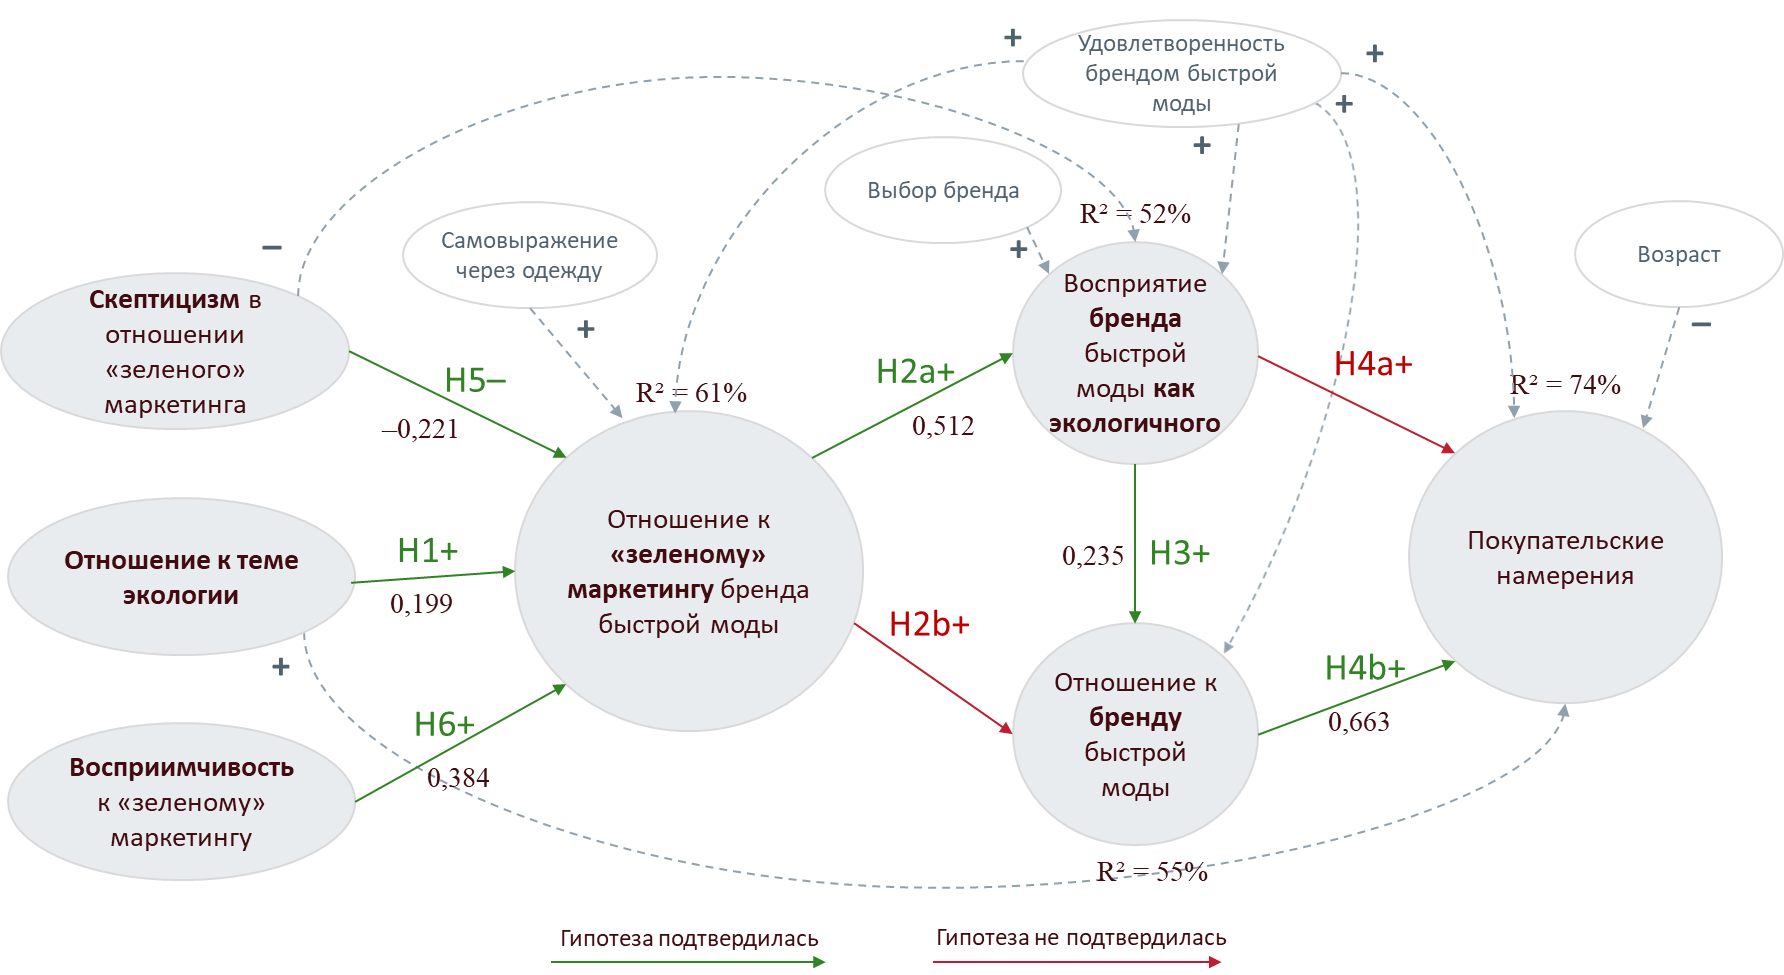 +
Удовлетворенность
брендом быстрой
моды
+
+
+
Выбор бренда
+
R² = 52%
Самовыражение
через одежду
+
–
Возраст
–
Скептицизм в
отношении
«зеленого»
маркетинга
H5–
–0,221
R² = 61%
H2a+
0,512
Восприятие
бренда
быстрой
моды как
экологичного
H4a+
R² = 74%
Отношение к теме
экологии
H1+
0,199
+
Отношение к
«зеленому»
маркетингу бренда
быстрой моды
0,235
H3+
H2b+
Покупательские
намерения
Восприимчивость
к «зеленому»
маркетингу
H6+
0,384
Отношение к
бренду
быстрой
моды
H4b+
0,663
R² = 55%
Гипотеза подтвердилась
Гипотеза не подтвердилась